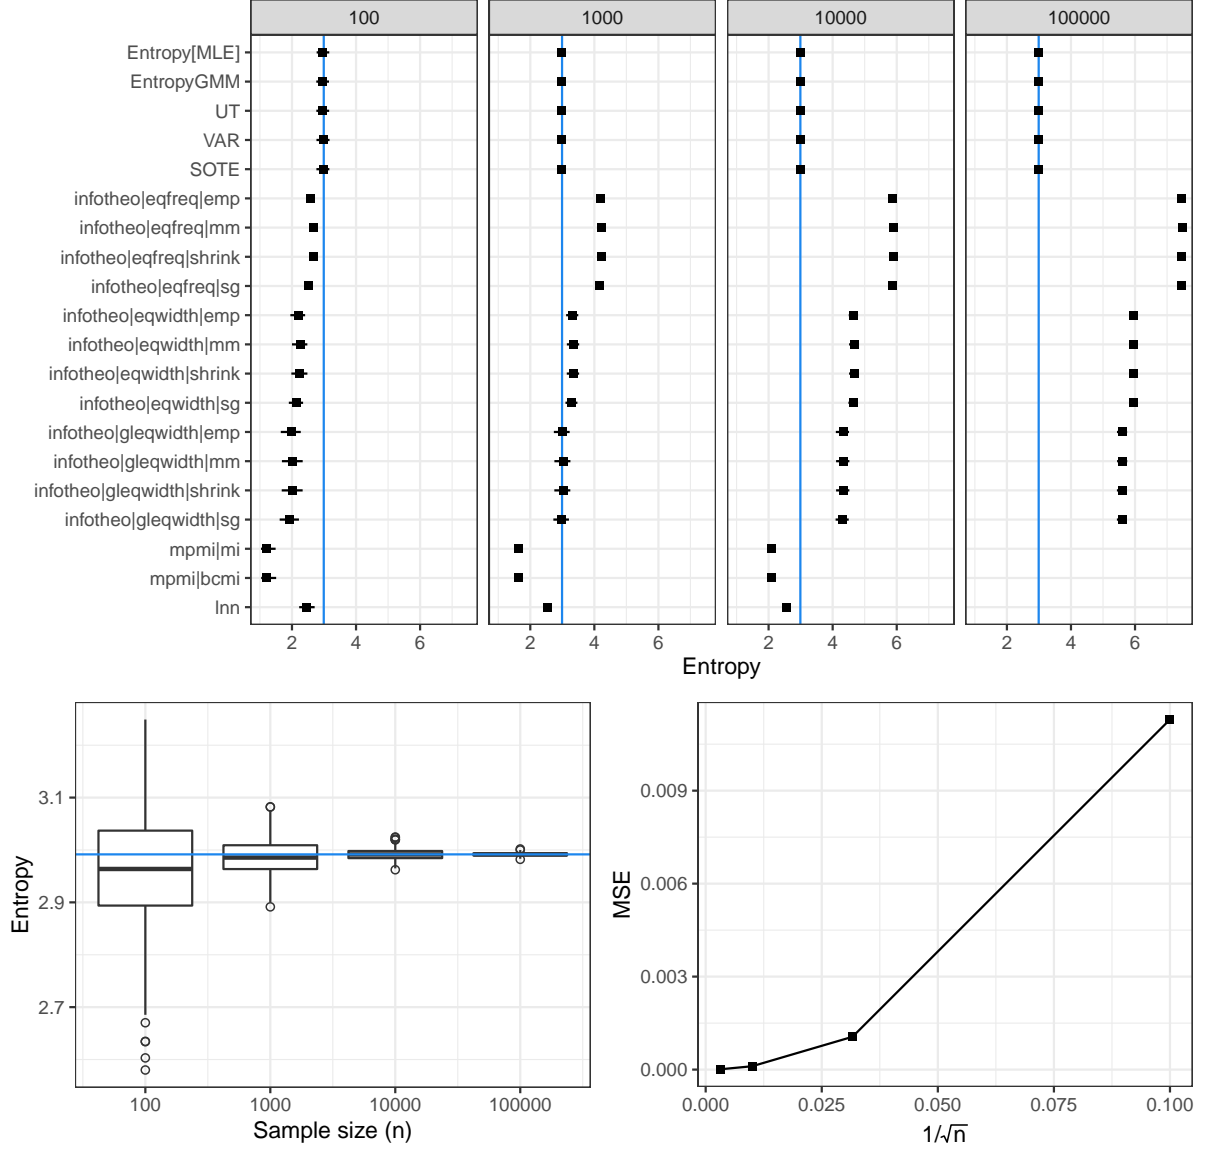 100 1000 10000 100000
Entropy[MLE]
EntropyGMM
UT
VAR
SOTE
infotheo|eqfreq|emp
infotheo|eqfreq|mm
infotheo|eqfreq|shrink
infotheo|eqfreq|sg
infotheo|eqwidth|emp
infotheo|eqwidth|mm
infotheo|eqwidth|shrink
infotheo|eqwidth|sg
infotheo|gleqwidth|emp
infotheo|gleqwidth|mm
infotheo|gleqwidth|shrink
infotheo|gleqwidth|sg
mpmi|mi
mpmi|bcmi
lnn
2 4 6 2 4 6 2 4 6 2 4 6
Entropy
Entropy
3.1
2.9
2.7
100 1000 10000 100000
Sample size (n)
MSE
0.009
0.006
0.003
0.000
0.000 0.025 0.050 0.075 0.100
1/√n